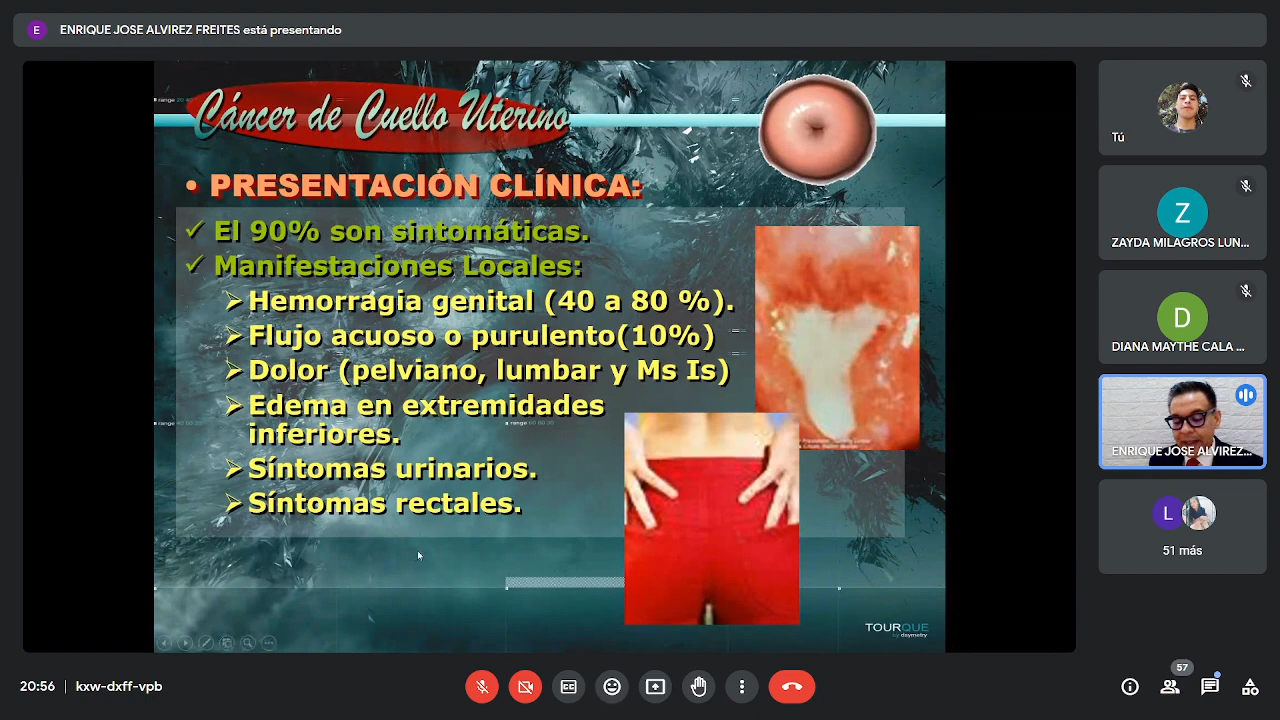 E
ENRIQUE JOSE ALVIREZ FREITES está presentando
Cáncer de Cuello Uterino
• PRESENTACIÓN CLÍNICA:
✓ El 90% son sintomáticas.
✓ Manifestaciones Locales:
➢ Hemorragia genital (40 a 80 %).
➢ Flujo acuoso o purulento(10%)
➢ Dolor (pelviano, lumbar y Ms Is)
➢ Edema en extremidades
inferiores.
➢ Síntomas urinarios.
➢ Síntomas rectales.
TOURQUE
by daymetry
Tú
Z
ZAYDA MILAGROS LUN...
D
DIANA MAYTHE CALA ...
ENRIQUE JOSE ALVIREZ...
L
51 más
20:56 | kxw-dxff-vpb
57